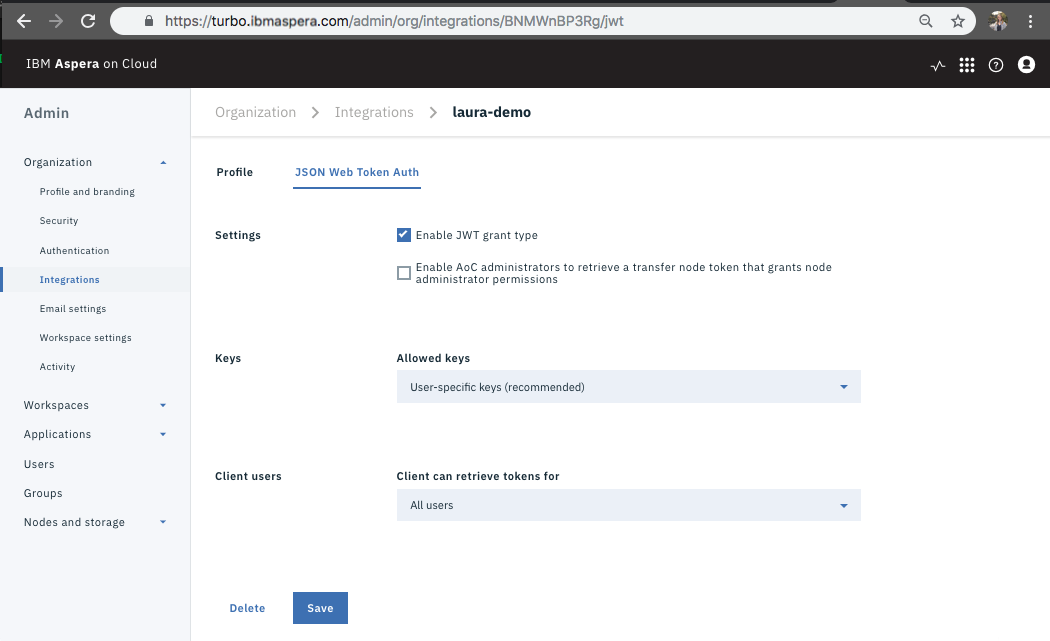 https://turbo.ibmaspera.com/admin/org/integrations/BNMWnBP3Rg/jwt
IBM Aspera on Cloud
Admin
Organization
Profile and branding
Security
Authentication
Integrations
Email settings
Workspace settings
Activity
Workspaces
Applications
Users
Groups
Nodes and storage
Organization > Integrations > laura-demo
Profile JSON Web Token Auth
Settings
Enable JWT grant type
Enable AoC administrators to retrieve a transfer node token that grants node
administrator permissions
Keys
Allowed keys
User-specific keys (recommended)
Client users
Client can retrieve tokens for
All users
Delete Save